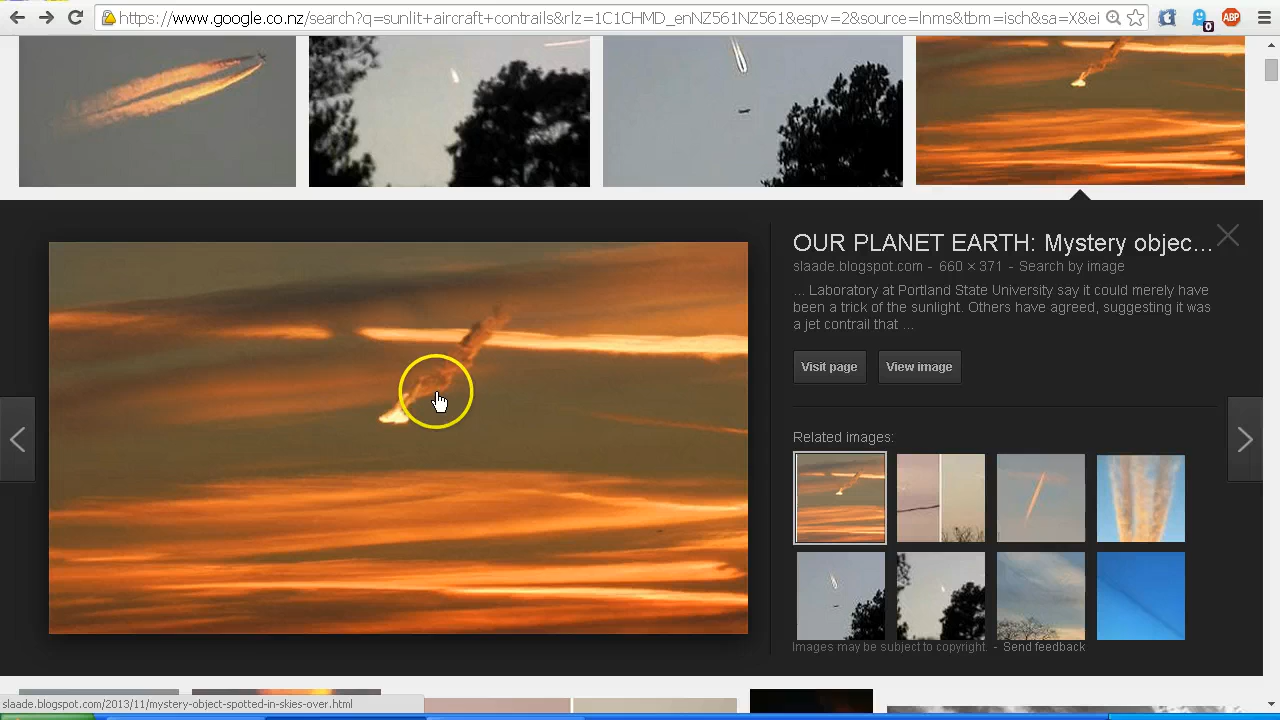 https://www.google.co.nz/search?q=sunlit+aircraft+contrails&rlz=1C1CHMD_enNZ561NZ561&espv=2&source=lnms&tbm=isch&sa=X&ei
0
ABP
OUR PLANET EARTH: Mystery objec...
slaade.blogspot.com - 660 × 371 - Search by image
... Laboratory at Portland State University say it could merely have
been a trick of the sunlight. Others have agreed, suggesting it was
a jet contrail that ...
Visit page
View image
Related images:
Images may be subject to copyright. - Send feedback
slaade.blogspot.com/2013/11/mystery-object-spotted-in-skies-over.html